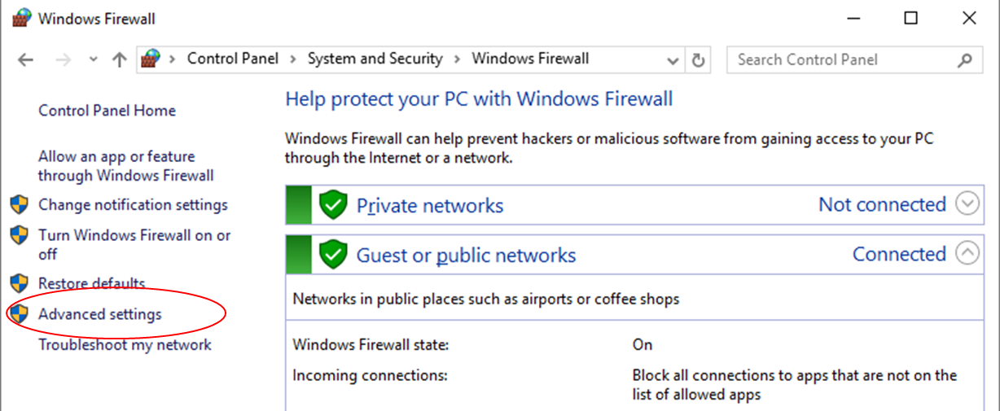 Windows Firewall
Control Panel > System and Security > Windows Firewall
Search Control Panel
Control Panel Home
Allow an app or feature
through Windows Firewall
Change notification settings
Turn Windows Firewall on or
off
Restore defaults
Advanced settings
Troubleshoot my network
Help protect your PC with Windows Firewall
Windows Firewall can help prevent hackers or malicious software from gaining access to your PC
through the Internet or a network.
Private networks Not connected
Guest or public networks Connected
Networks in public places such as airports or coffee shops
Windows Firewall state: On
Incoming connections: Block all connections to apps that are not on the
list of allowed apps